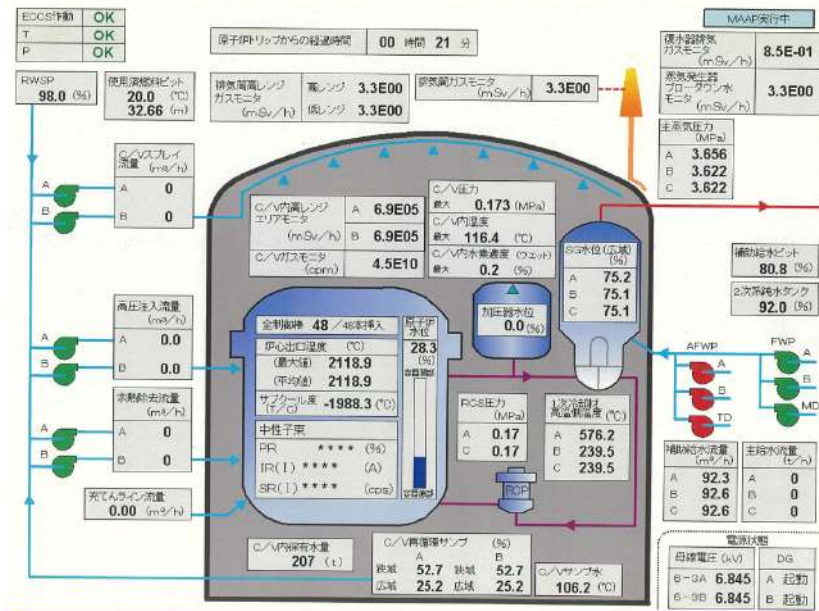 ECCS作動 OK
T OK
P OK
原子炉トリップからの経過時間 00 時間 21 分
MAAP実行中
RWSP
98.0 (%)
使用済燃料ピット
20.0 (℃)
32.66 (m)
排気筒高レンジ
ガスモニタ
(mSv/h)
高レンジ 3.3E00
低レンジ 3.3E00
排気筒ガスモニタ
(mSv/h)
3.3E00
復水器排気
ガスモニタ
(mSv/h)
8.5E-01
蒸気発生器
ブローダウン水
モニタ
(mSv/h)
3.3E00
主蒸気圧力
(MPa)
A 3.656
B 3.622
C 3.622
C/Vスプレイ
流量 (m3/h)
A 0
B 0
A
B
C/V内高レンジ
エリアモニタ
(mSv/h)
A 6.9E05
B 6.9E05
C/Vガスモニタ
(cpm)
4.5E10
C/V圧力
最大 0.173 (MPa)
C/V内温度
最大 116.4 (℃)
C/V内水素濃度 (ウエット)
最大 0.2 (%)
SG水位(広域)
(%)
A 75.2
B 75.1
C 75.1
補助給水ピット
80.8 (%)
2次系純水タンク
92.0 (%)
高圧注入流量
(m3/h)
A 0.0
B 0.0
A
B
全制御棒 48 /48本挿入
炉心出口温度 (℃)
(最大値) 2118.9
(平均値) 2118.9
サブクール度
(T/C) -1988.3 (℃)
中性子束
PR **** (%)
IR(I) **** (A)
SR(I) **** (cps)
原子炉
水位
28.3
(%)
容器頂部
容器底部
加圧器水位
0.0 (%)
余熱除去流量
(m3/h)
A 0
B 0
A
B
充てんライン流量
0.00 (m3/h)
RCS圧力
(MPa)
A 0.17
C 0.17
1次冷却材
高温側温度 (℃)
A 576.2
B 239.5
C 239.5
RCP
AFWP
A
B
TD
FWP
A
B
MD
補助給水流量
(m3/h)
A 92.3
B 92.6
C 92.6
主給水流量
(t/h)
A 0
B 0
C 0
C/V内保有水量
207 (t)
C/V再循環サンプ (%)
A B
狭域 52.7 狭域 52.7
広域 25.2 広域 25.2
C/Vサンプ水
106.2 (℃)
電源状態
母線電圧 (kV) DG
6-3A 6.845 A 起動
6-3B 6.845 B 起動